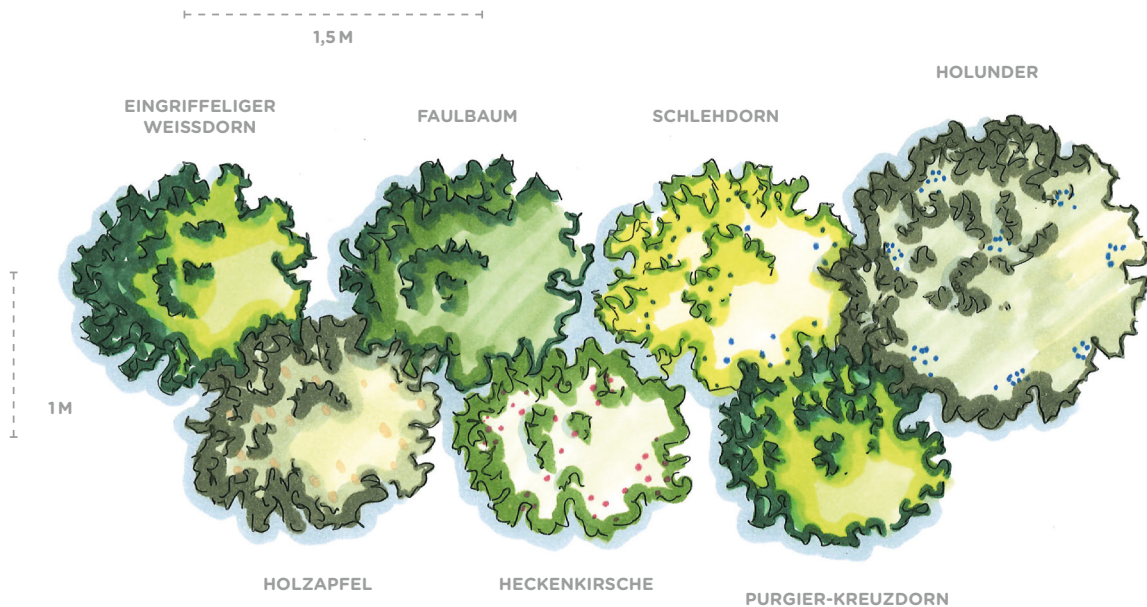 1,5 M
HOLUNDER
EINGRIFFELIGER
WEISSDORN
FAULBAUM
SCHLEHDORN
1 M
HOLZAPFEL
HECKENKIRSCHE
PURGIER-KREUZDORN